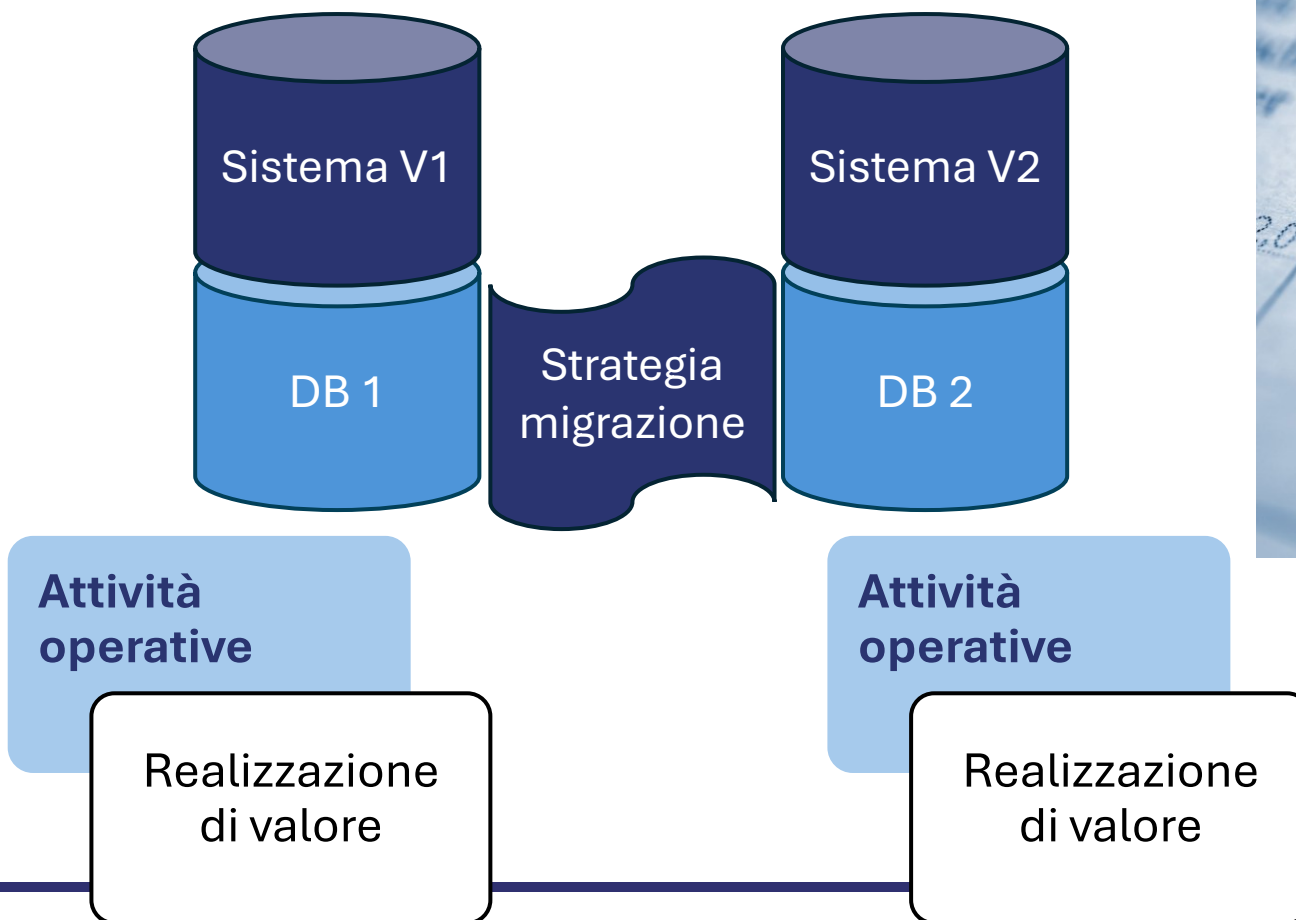 Sistema V1
Sistema V2
DB 1
Strategia
migrazione
DB 2
Attività
operative
Attività
operative
Realizzazione
di valore
Realizzazione
di valore